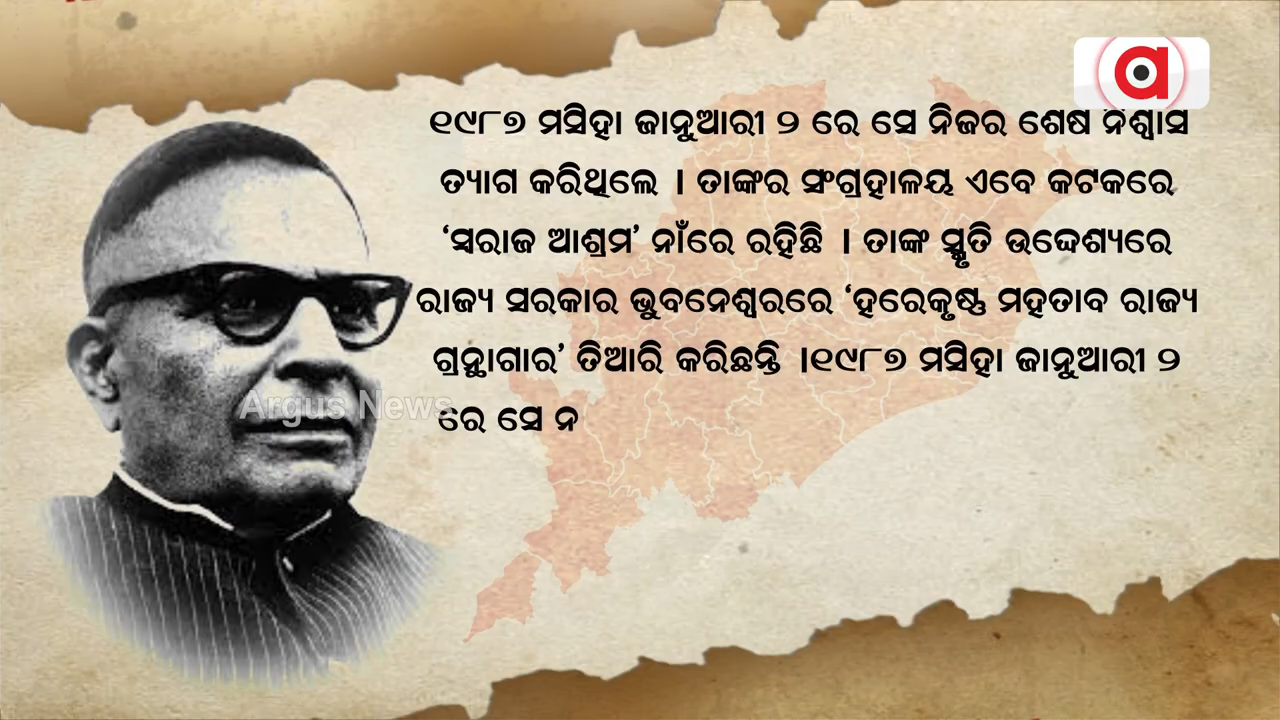 ୧୯୮୭ ମସିହା ଜାନୁଆରୀ ୨ ରେ ସେ ନିଜର ଶେଷ ନିଶ୍ୱାସ
ତ୍ୟାଗ କରିଥିଲେ । ତାଙ୍କର ସଂଗ୍ରହାଳୟ ଏବେ କଟକରେ
‘ସ୍ୱରାଜ ଆଶ୍ରମ’ ନାଁରେ ରହିଛି । ତାଙ୍କ ସ୍ମୃତି ଉଦ୍ଦେଶ୍ୟରେ
ରାଜ୍ୟ ସରକାର ଭୁବନେଶ୍ୱରରେ ‘ହରେକୃଷ୍ଣ ମହତାବ ରାଜ୍ୟ
ଗ୍ରନ୍ଥାଗାର’ ତିଆରି କରିଛନ୍ତି ।୧୯୮୭ ମସିହା ଜାନୁଆରୀ ୨
ରେ ସେ ନ
Argus News
a